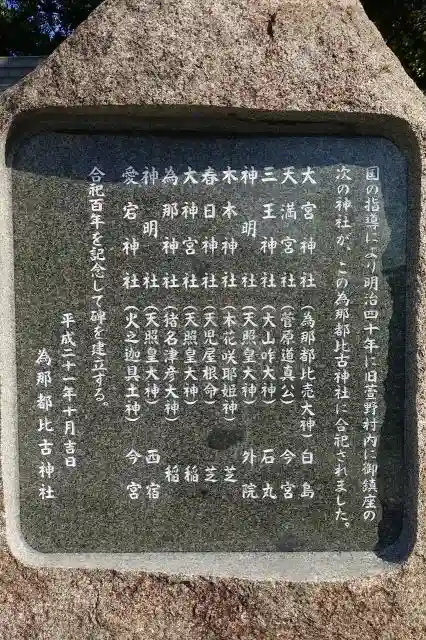 国の指導により明治四十年に旧萱野村内に御鎮座の
次の神社が、この為那都比古神社に合祀されました。
大宮神社(為那都比売大神)白島
天満宮社(菅原道真公)今宮
三王神社(大山咋大神)石丸
神明社(天照皇大神)外院
木木神社(木花咲耶姫神)芝
春日神社(天児屋根命)芝
大神宮社(天照皇大神)稲
為那神社(猪名津彦大神)稲
神明社(天照皇大神)西宿
愛宕神社(火之迦具土神)今宮
合祀百年を記念して碑を建立する。
平成二十一年十月吉日
為那都比古神社